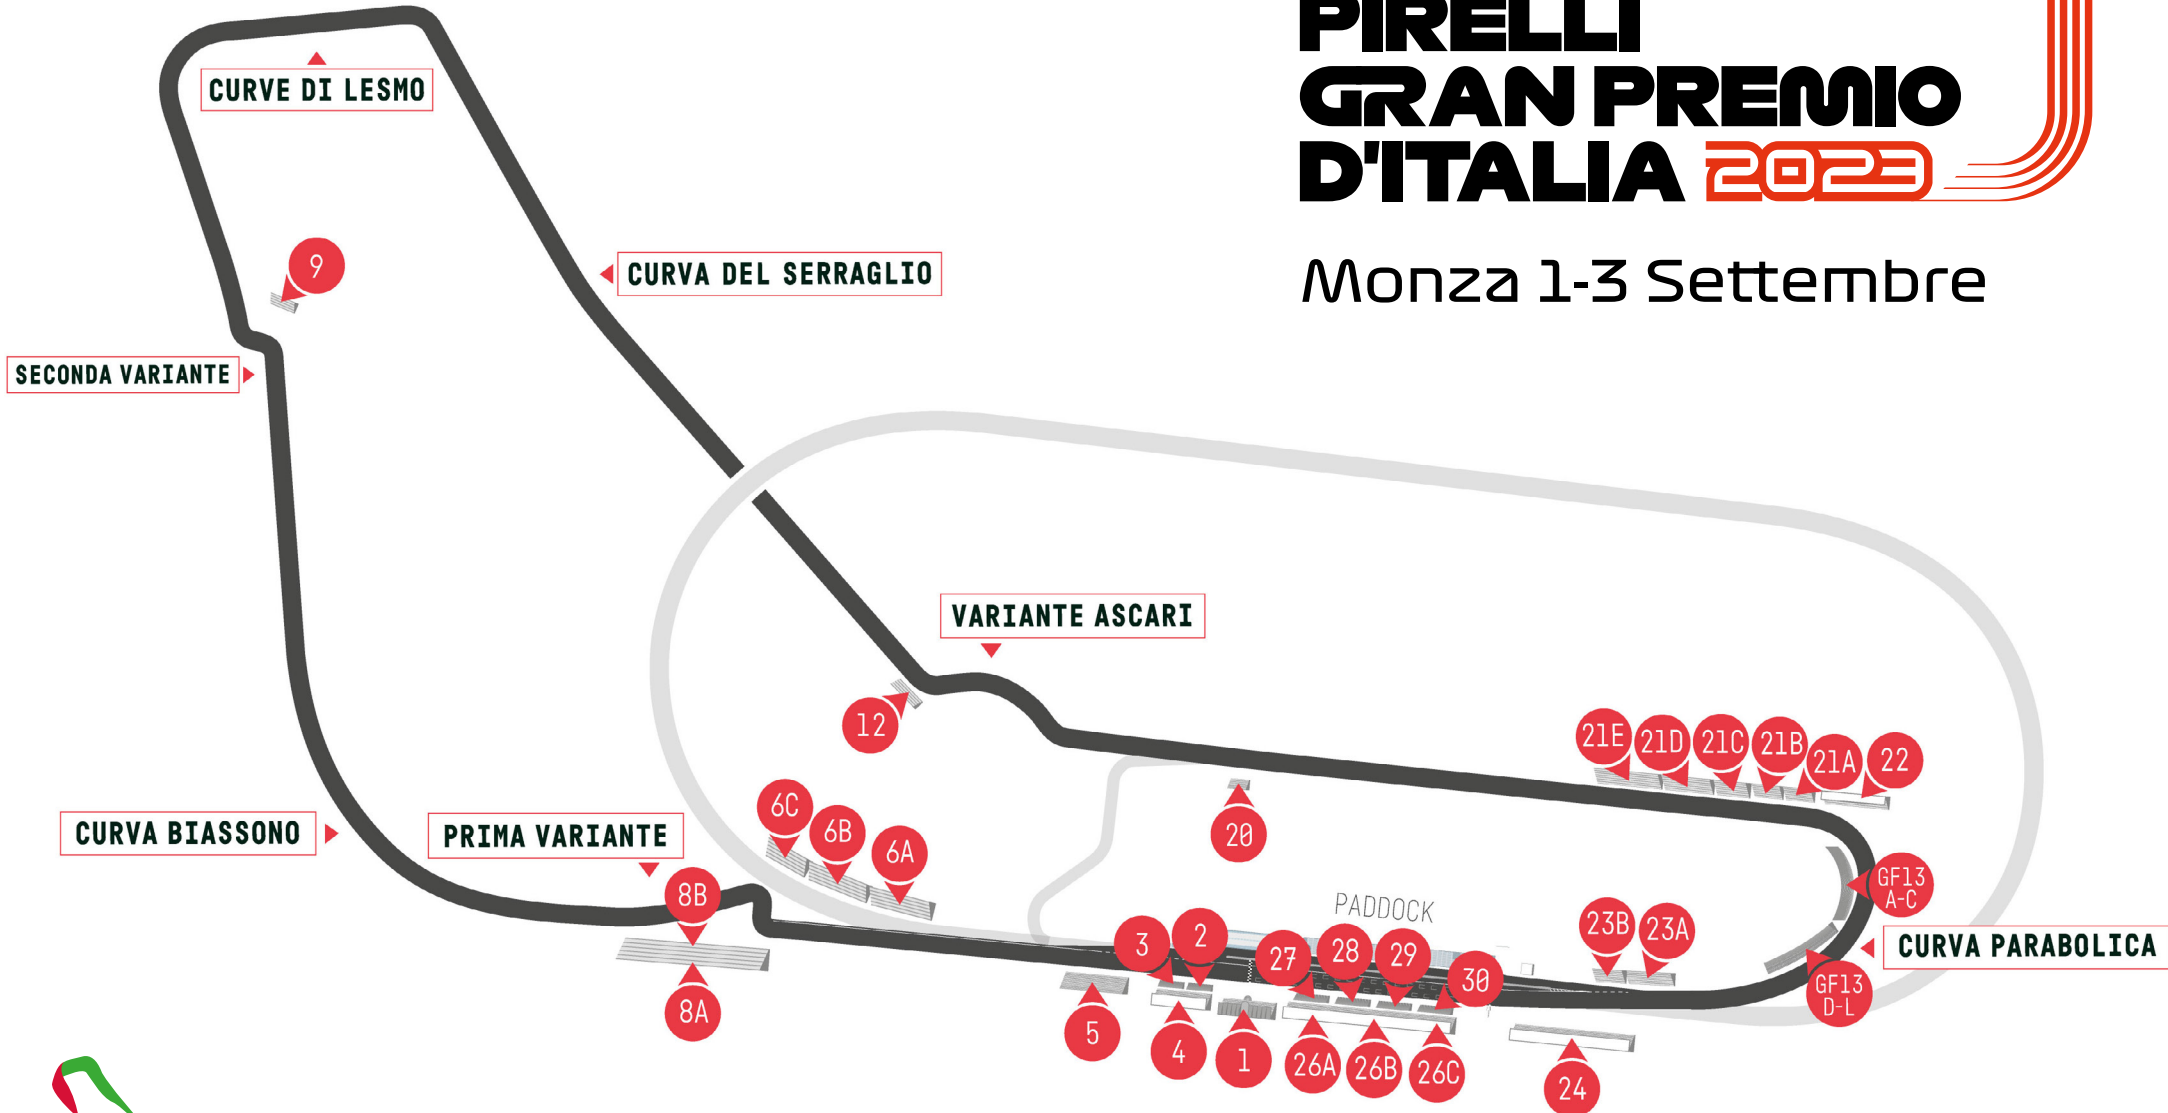 PIRELLI
GRAN PREMIO
D'ITALIA 2023
Monza 1-3 Settembre
CURVE DI LESMO
9
CURVA DEL SERRAGLIO
SECONDA VARIANTE
VARIANTE ASCARI
12
21E 21D 21C 21B 21A 22
6C 6B 6A
20
CURVA BIASSONO
PRIMA VARIANTE
8B
GF13
A-C
PADDOCK
3 2 27 28 29 30
23B 23A
CURVA PARABOLICA
GF13
D-L
8A
5
4
1
26A 26B 26C
24